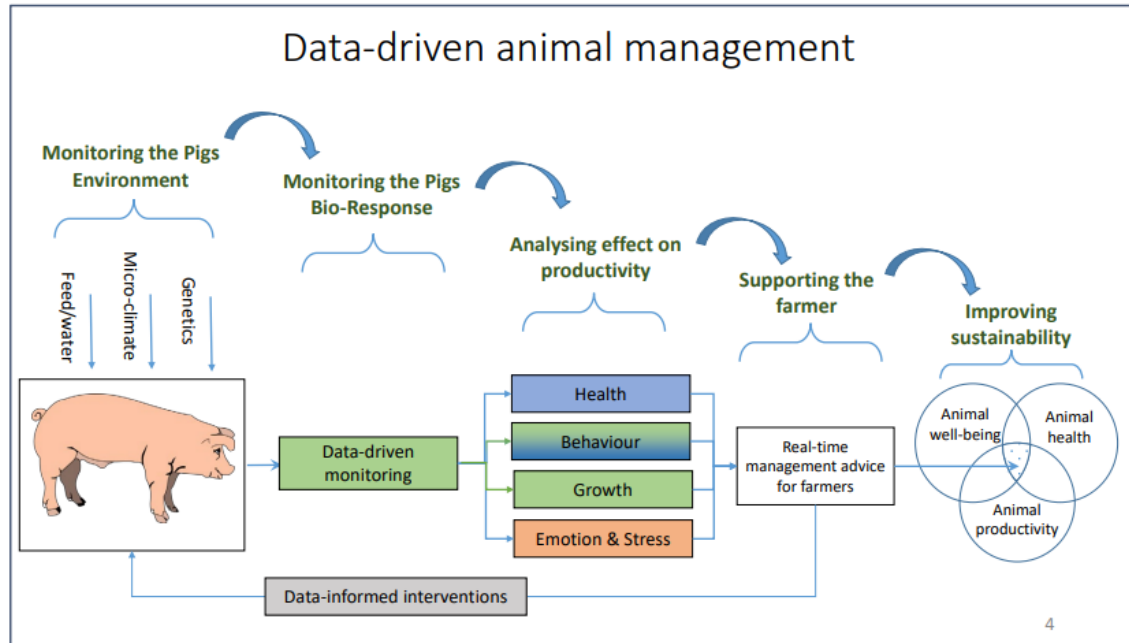 Data-driven animal management
Monitoring the Pigs
Environment
Monitoring the Pigs
Bio-Response
Analysing effect on
productivity
Supporting the
farmer
Improving
sustainability
Feed/water
Micro-climate
Genetics
Data-driven
monitoring
Health
Behaviour
Growth
Emotion & Stress
Real-time
management advice
for farmers
Animal
well-being
Animal
health
Animal
productivity
Data-informed interventions
4